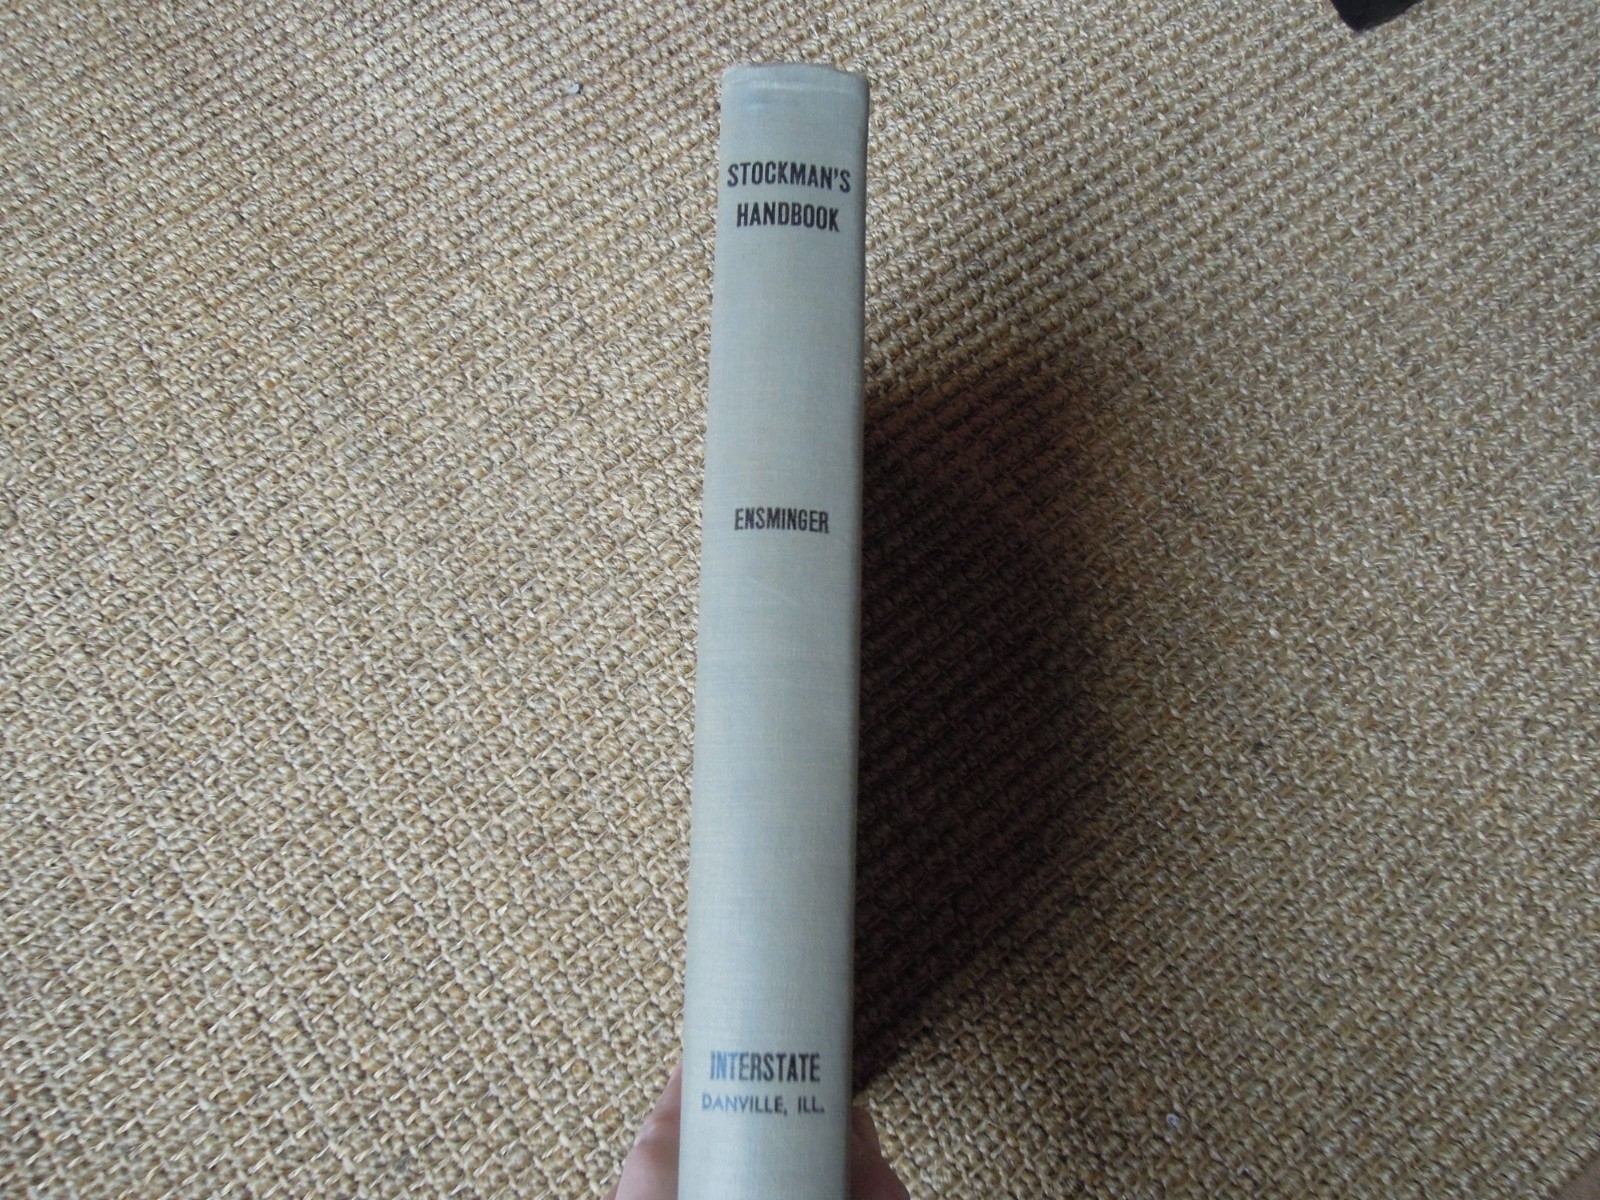 STOCKMAN'S
HANDBOOK
ENSMINGER
INTERSTATE
DANVILLE, ILL.